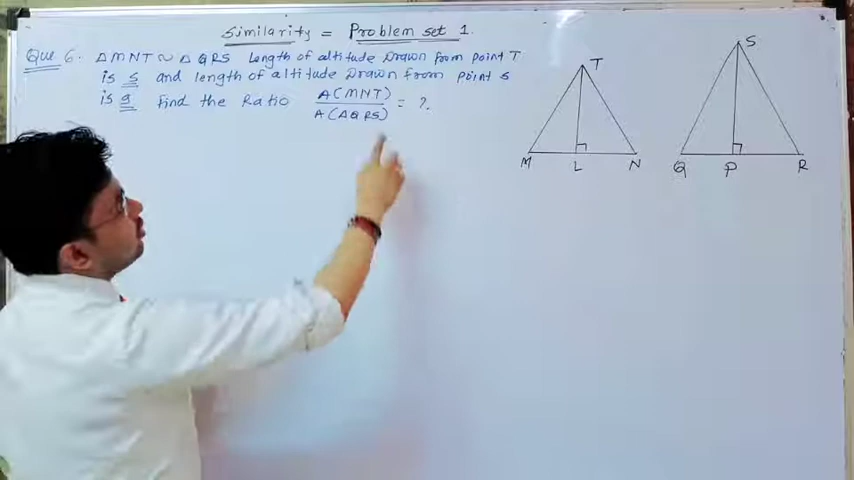 Similarity = Problem set 1.
Que 6. △MNT ~ △QRS Length of altitude Drawn from point T
is 5 and length of altitude Drawn from point S
is 9 Find the Ratio A(MNT) / A(△QRS) = ?.
T
M L N
S
Q P R